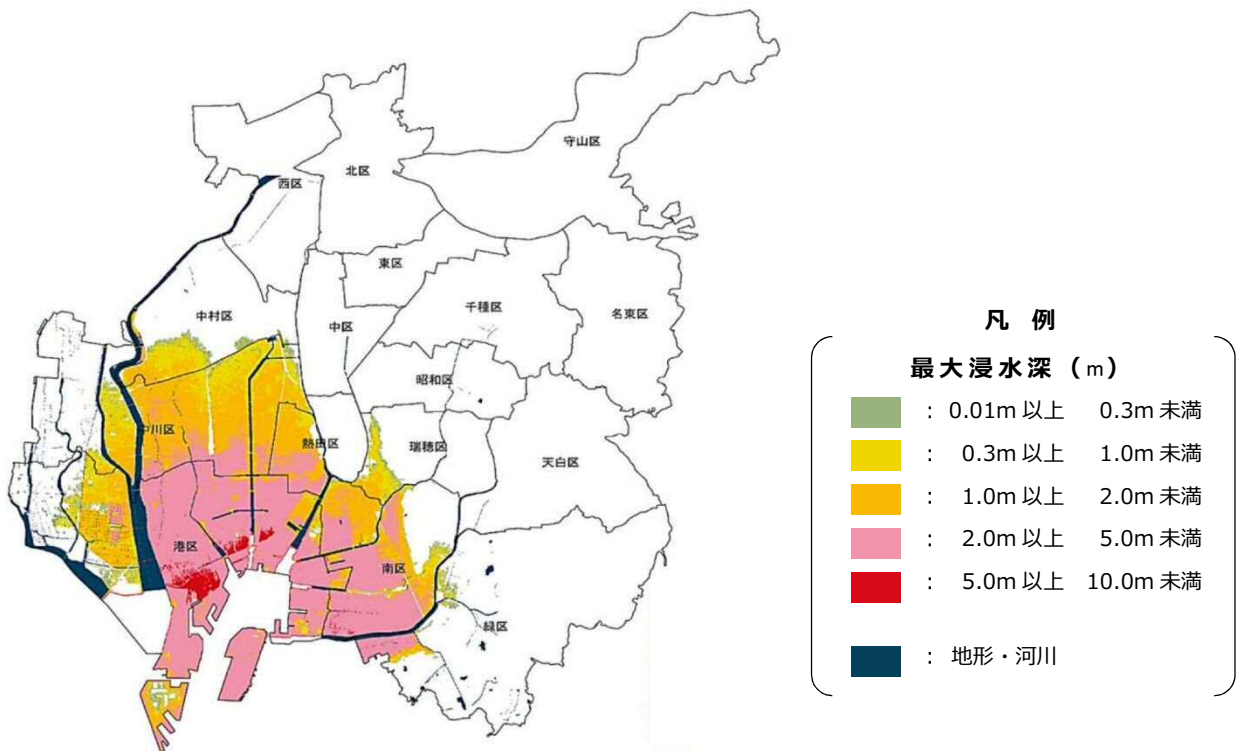 守山区
北区
西区
東区
千種区
名東区
中村区
中区
昭和区
中川区
熱田区
瑞穂区
天白区
港区
南区
緑区
凡 例
最大浸水深(m)
: 0.01m 以上 0.3m 未満
: 0.3m 以上 1.0m 未満
: 1.0m 以上 2.0m 未満
: 2.0m 以上 5.0m 未満
: 5.0m 以上 10.0m 未満
: 地形・河川